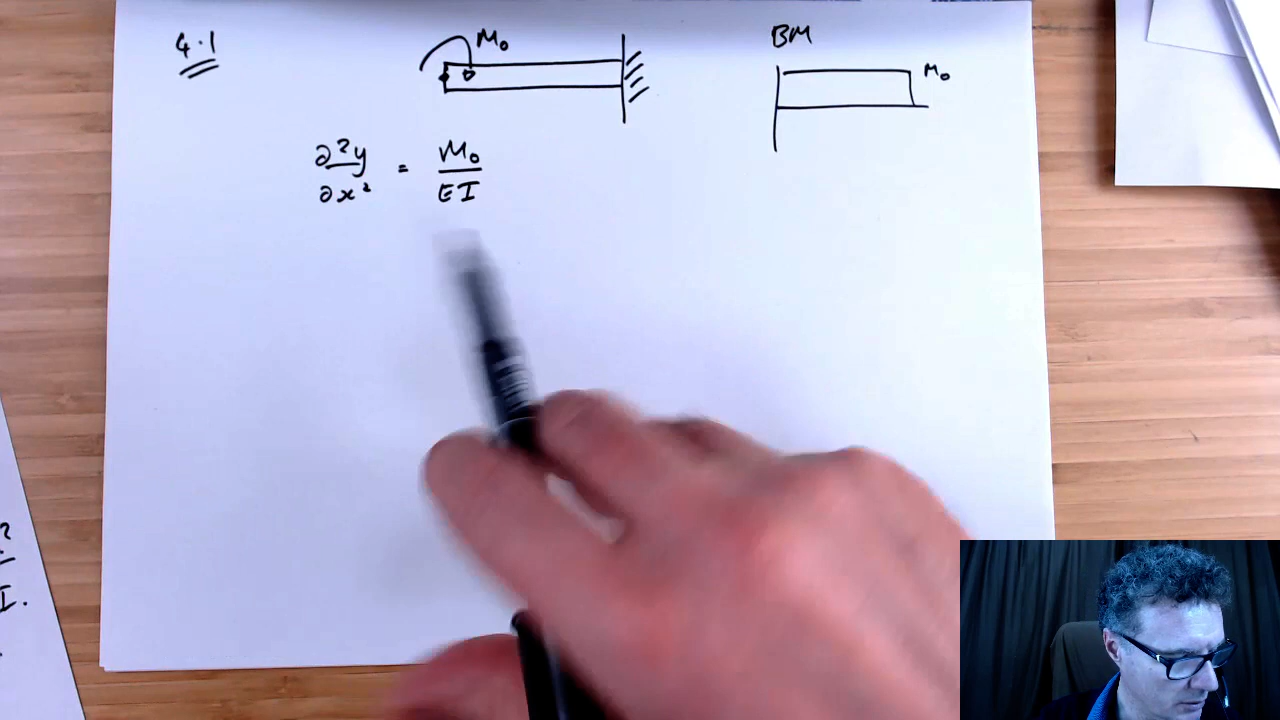 4.1
M₀
BM
M₀
∂²y/∂x² = M₀/EI
I.